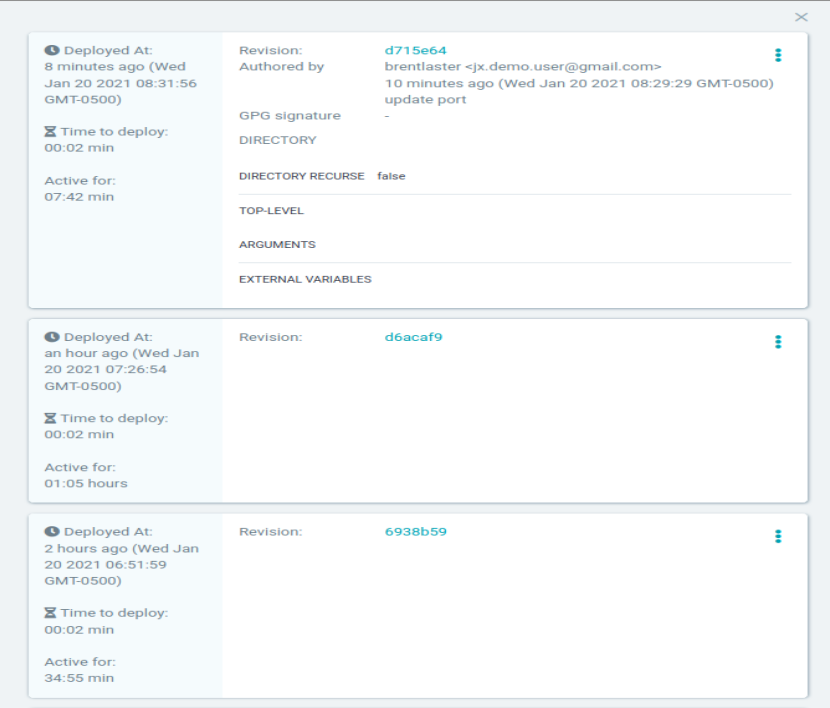 Deployed At:
8 minutes ago (Wed
Jan 20 2021 08:31:56
GMT-0500)
Time to deploy:
00:02 min
Active for:
07:42 min
Revision: d715e64
Authored by brentlaster <jx.demo.user@gmail.com>
10 minutes ago (Wed Jan 20 2021 08:29:29 GMT-0500)
update port
GPG signature -
DIRECTORY
DIRECTORY RECURSE false
TOP-LEVEL
ARGUMENTS
EXTERNAL VARIABLES
Deployed At:
an hour ago (Wed Jan
20 2021 07:26:54
GMT-0500)
Time to deploy:
00:02 min
Active for:
01:05 hours
Revision: d6acaf9
Deployed At:
2 hours ago (Wed Jan
20 2021 06:51:59
GMT-0500)
Time to deploy:
00:02 min
Active for:
34:55 min
Revision: 6938b59